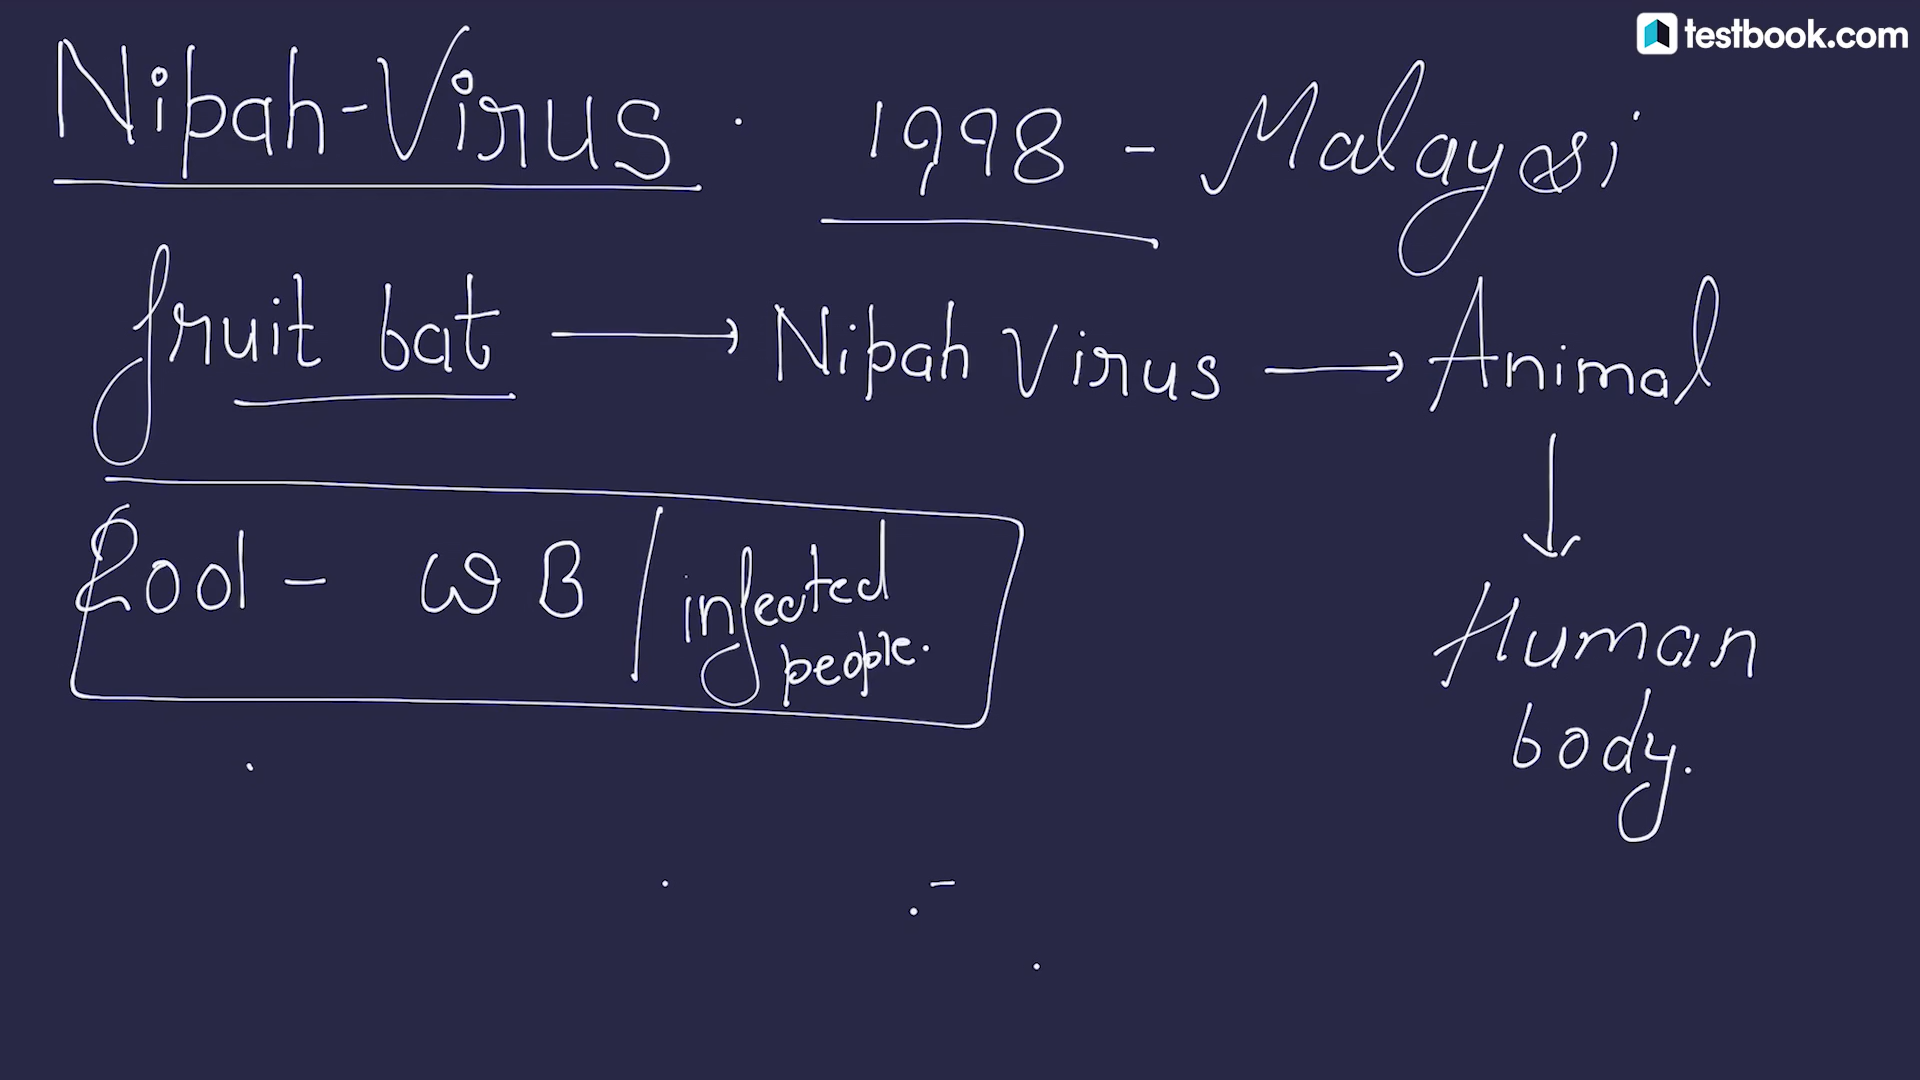 testbook.com
Nipah-Virus. 1998 - Malaysi
fruit bat → Nipah Virus → Animal
↓
2001 - WB / infected
people.
Human
body.